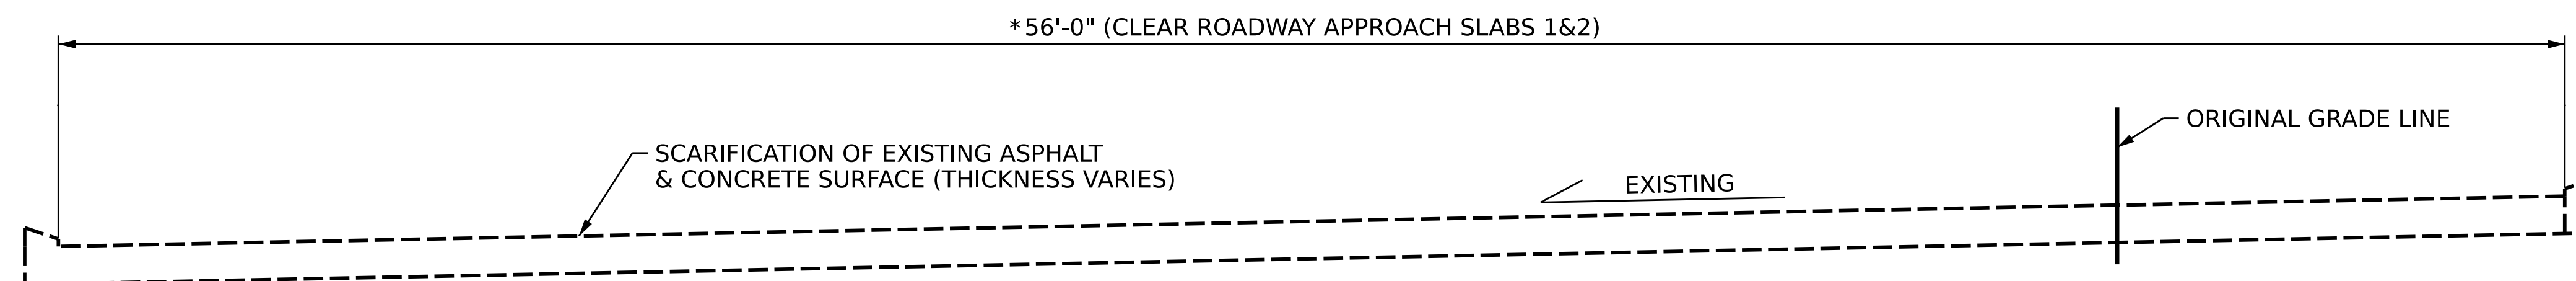 *56'-0" (CLEAR ROADWAY APPROACH SLABS 1&2)
ORIGINAL GRADE LINE
SCARIFICATION OF EXISTING ASPHALT
& CONCRETE SURFACE (THICKNESS VARIES)
EXISTING